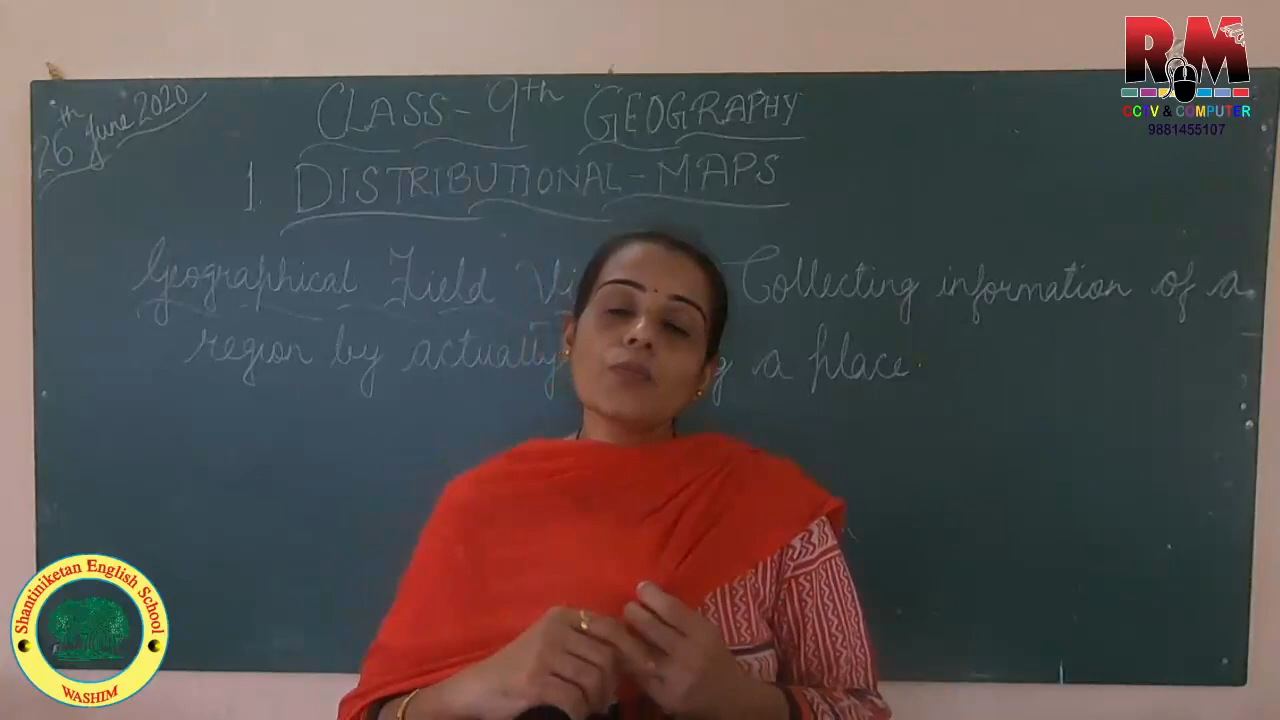 26th June 2020
CLASS - 9th GEOGRAPHY
1. DISTRIBUTIONAL - MAPS
Geographical Field Collecting information of a
region by actually a place.
RM
CCTV & COMPUTER
9881455107
Shantiniketan English School
WASHIM